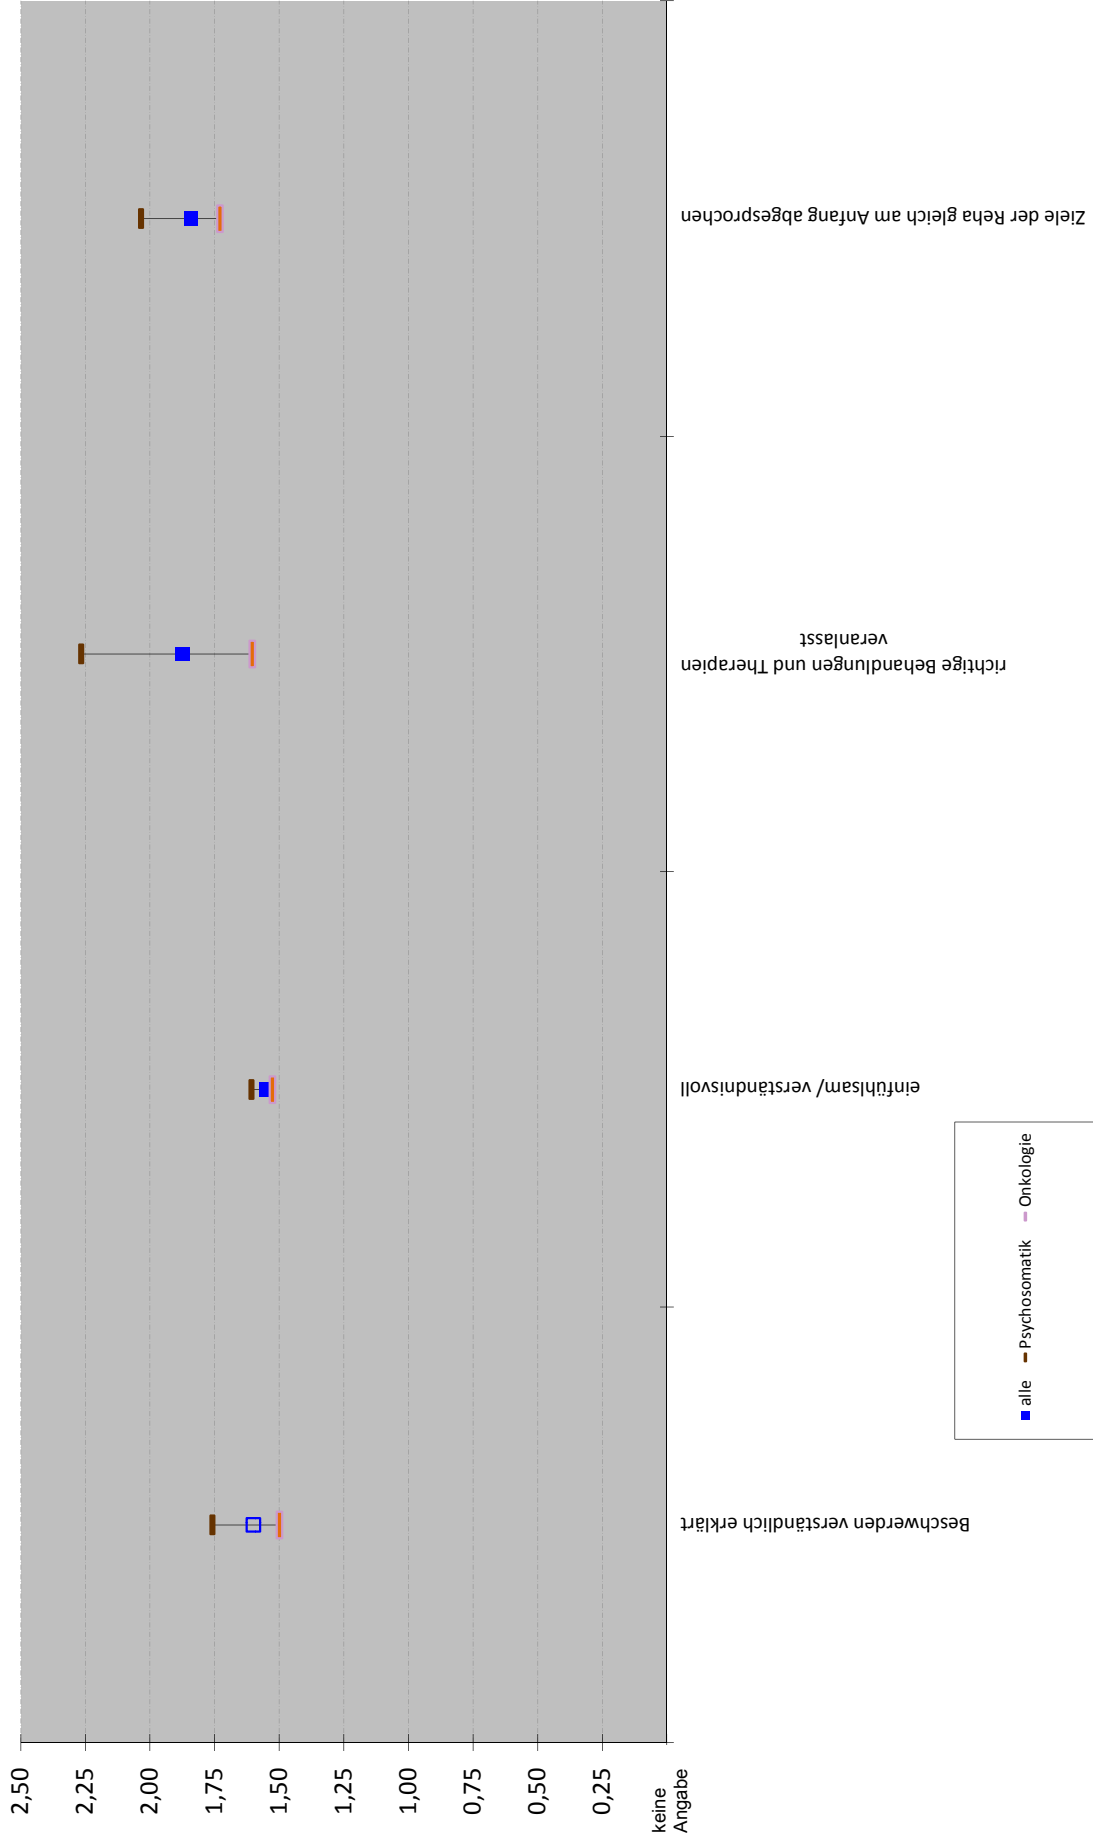 2,50
2,25
2,00
1,75
1,50
1,25
1,00
0,75
0,50
0,25
keine
Angabe
Beschwerden verständlich erklärt
einfühlsam/ verständnisvoll
richtige Behandlungen und Therapien
veranlasst
Ziele der Reha gleich am Anfang abgesprochen
alle
Psychosomatik
Onkologie